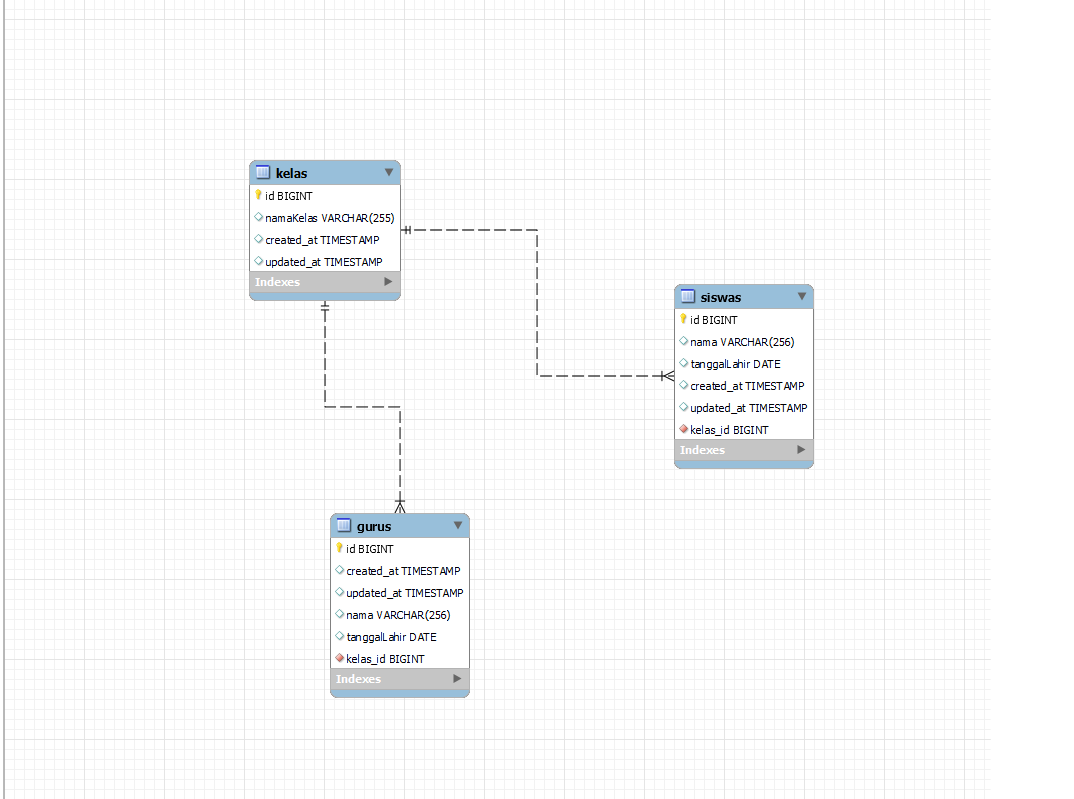 kelas
id BIGINT
namaKelas VARCHAR(255)
created_at TIMESTAMP
updated_at TIMESTAMP
Indexes
siswas
id BIGINT
nama VARCHAR(256)
tanggalLahir DATE
created_at TIMESTAMP
updated_at TIMESTAMP
kelas_id BIGINT
Indexes
gurus
id BIGINT
created_at TIMESTAMP
updated_at TIMESTAMP
nama VARCHAR(256)
tanggalLahir DATE
kelas_id BIGINT
Indexes